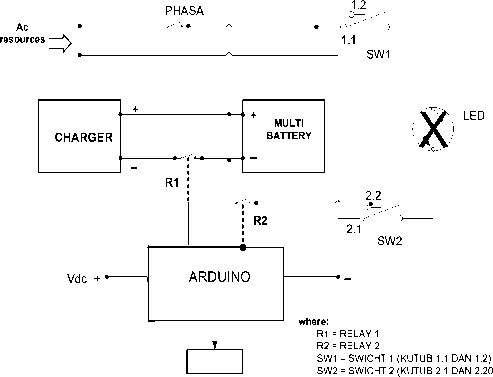 PHASA
1.2
Ac
resources
1.1
SW1
+
+
CHARGER
MULTI
BATTERY
LED
−
−
R1
2.2
R2
2.1
SW2
Vdc +
ARDUINO
−
where:
R1 = RELAY 1
R2 = RELAY 2
SW1 = SWICHT 1 (KUTUB 1.1 DAN 1.2)
SW2 = SWICHT 2 (KUTUB 2.1 DAN 2.20